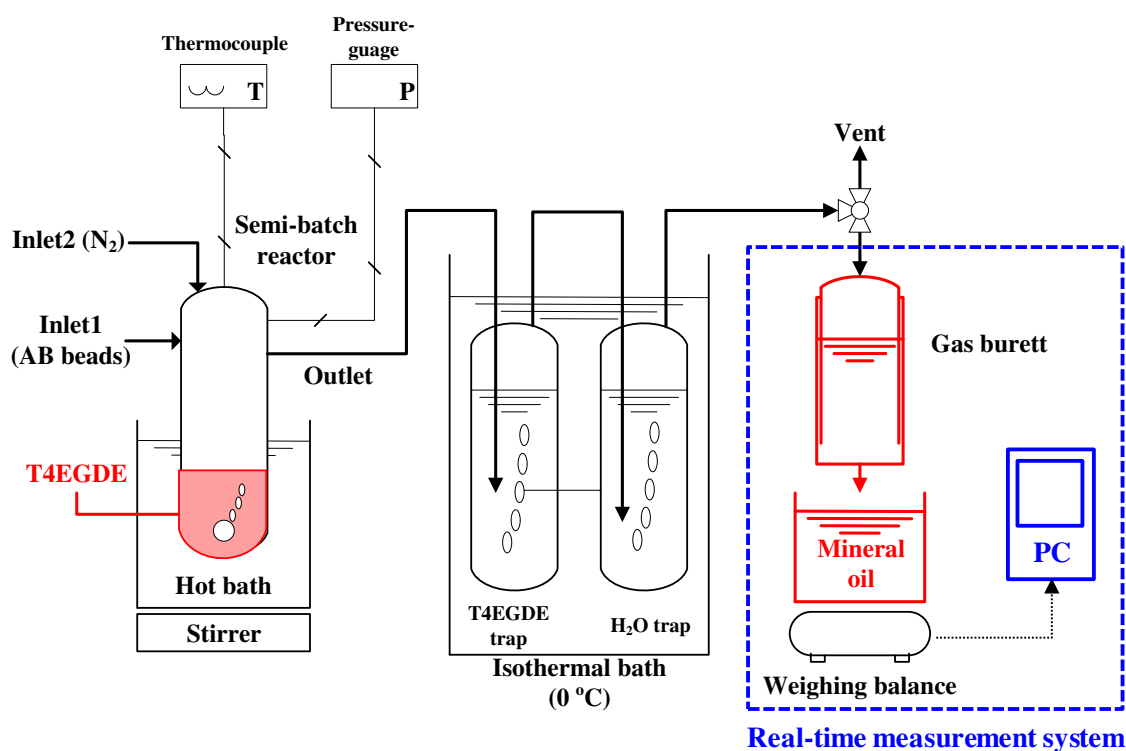 Thermocouple
T
Pressure-
guage
P
Vent
Inlet2 (N₂)
Semi-batch
reactor
Inlet1
(AB beads)
Outlet
Gas burett
T4EGDE
Hot bath
Stirrer
T4EGDE
trap
H₂O trap
Isothermal bath
(0 °C)
Mineral
oil
PC
Weighing balance
Real-time measurement system